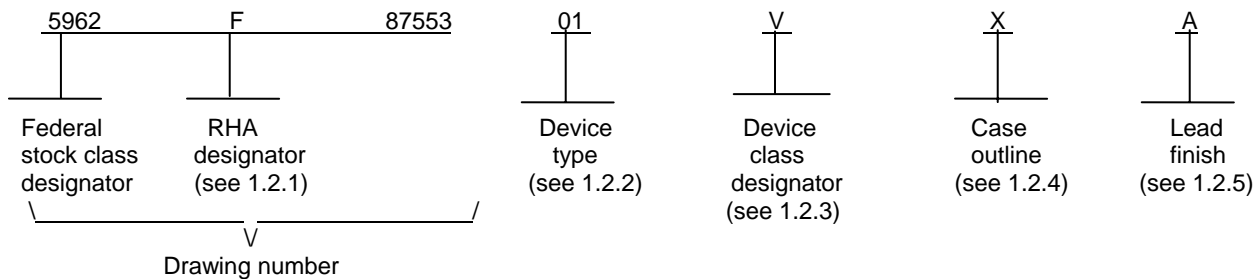 5962 F 87553 01 V X A
Federal stock class designator
RHA designator (see 1.2.1)
Device type (see 1.2.2)
Device class designator (see 1.2.3)
Case outline (see 1.2.4)
Lead finish (see 1.2.5)
Drawing number